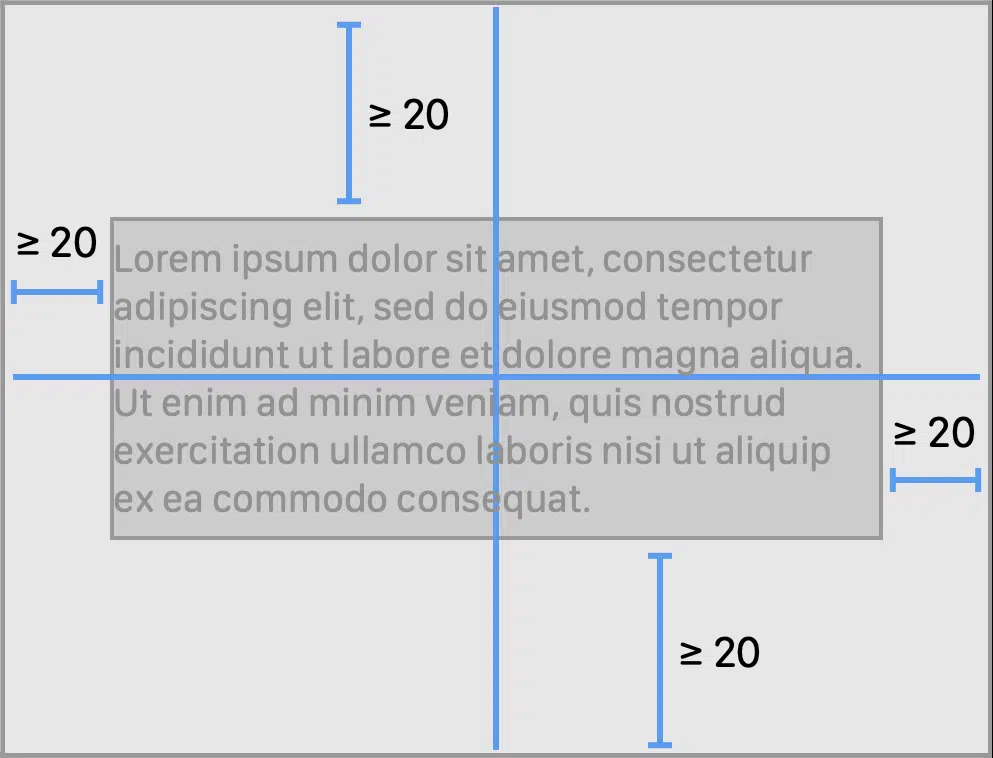 ≥ 20
≥ 20
Lorem ipsum dolor sit amet, consectetur
adipiscing elit, sed do eiusmod tempor
incididunt ut labore et dolore magna aliqua.
Ut enim ad minim veniam, quis nostrud
exercitation ullamco laboris nisi ut aliquip
ex ea commodo consequat.
≥ 20
≥ 20